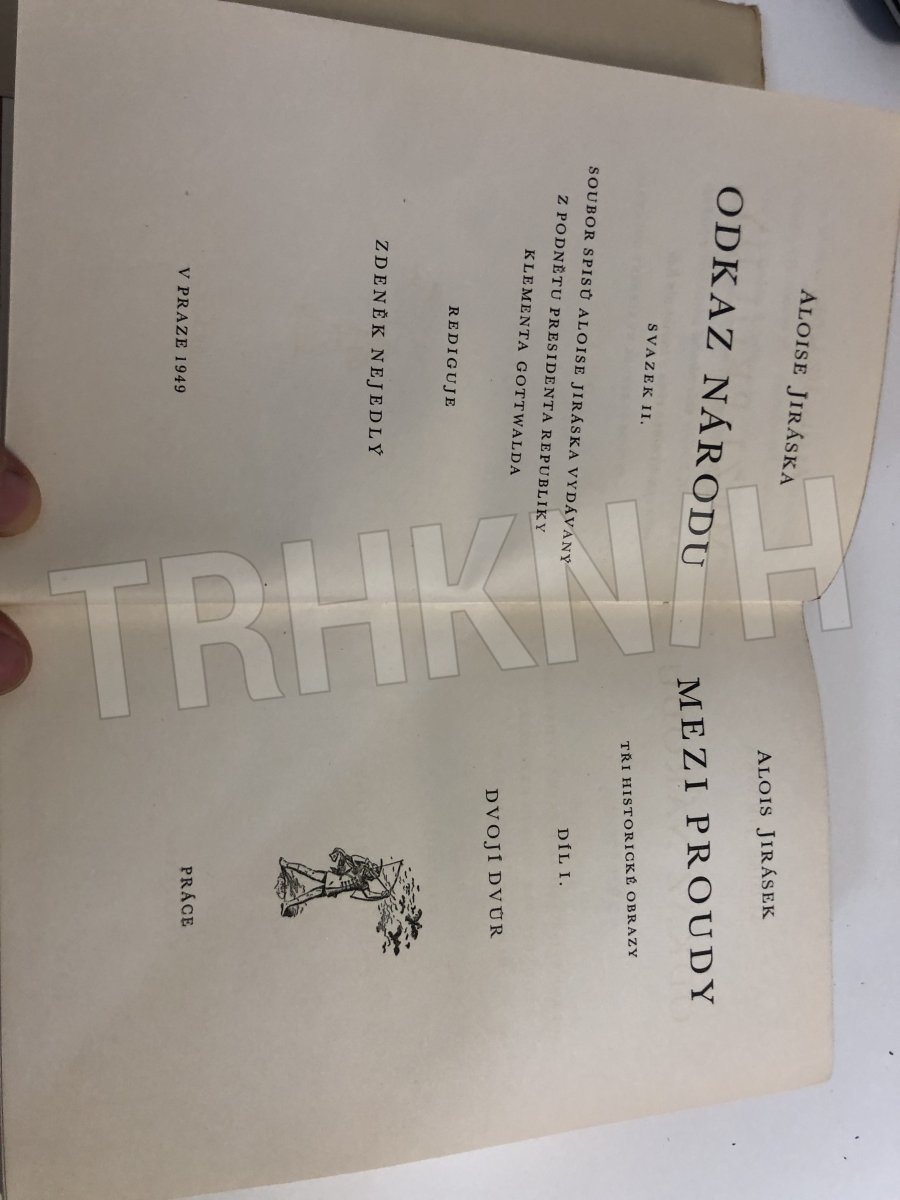 ALOISE JIRÁSKA
ODKAZ NÁRODU
SVAZEK II.
SOUBOR SPISŮ ALOISE JIRÁSKA VYDÁVANÝ
Z PODNĚTU PRESIDENTA REPUBLIKY
KLEMENTA GOTTWALDA
REDIGUJE
ZDENĚK NEJEDLÝ
V PRAZE 1949
ALOIS JIRÁSEK
MEZI PROUDY
TŘI HISTORICKÉ OBRAZY
DÍL I.
DVOJÍ DVŮR
PRÁCE
TRHKNIH